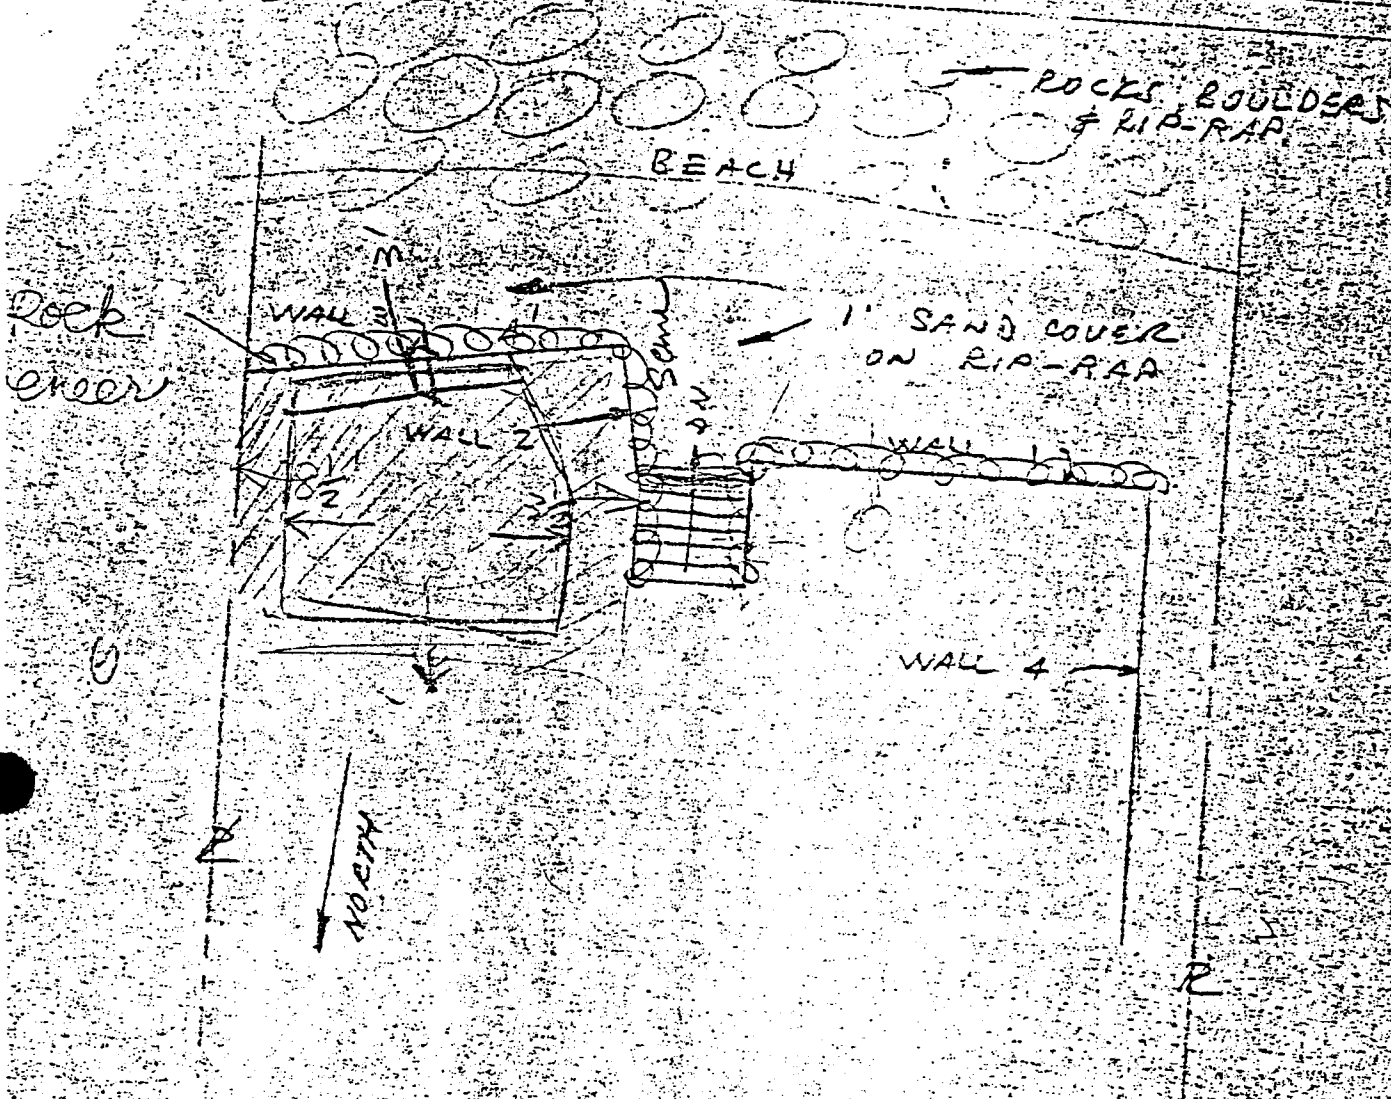 ROCKS BOULDERS
& RIP-RAP
BEACH
3'
Rock
WALL 1
1' SAND COVER
ON RIP-RAP
WALL 2
DN
WALL
WALL 4
NORTH